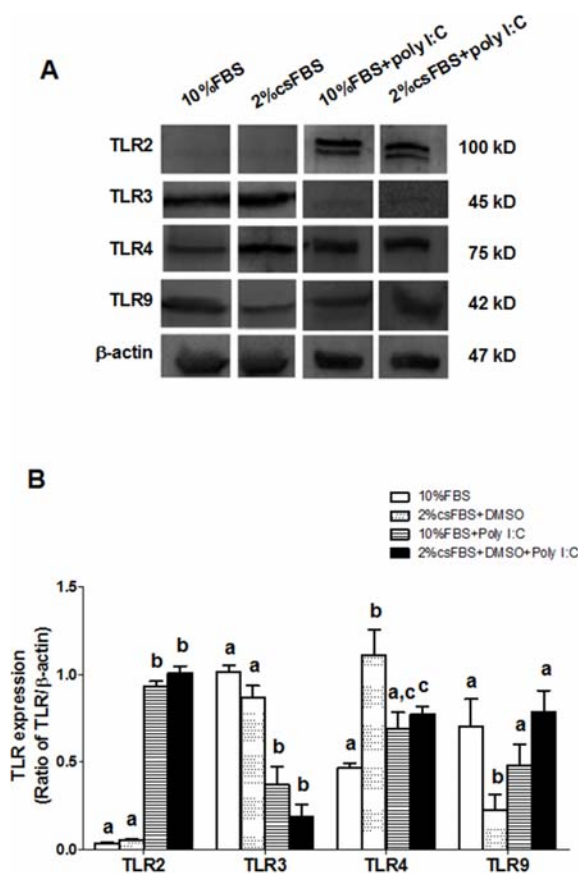 A
10%FBS
2%csFBS
10%FBS+poly I:C
2%csFBS+poly I:C
TLR2
100 kD
TLR3
45 kD
TLR4
75 kD
TLR9
42 kD
β-actin
47 kD
B
10%FBS
2%csFBS+DMSO
10%FBS+Poly I:C
2%csFBS+DMSO+Poly I:C
TLR expression
(Ratio of TLR/β-actin)
1.5
1.0
0.5
0.0
a a b b
a a b b
a b a,c c
a b a a
TLR2 TLR3 TLR4 TLR9